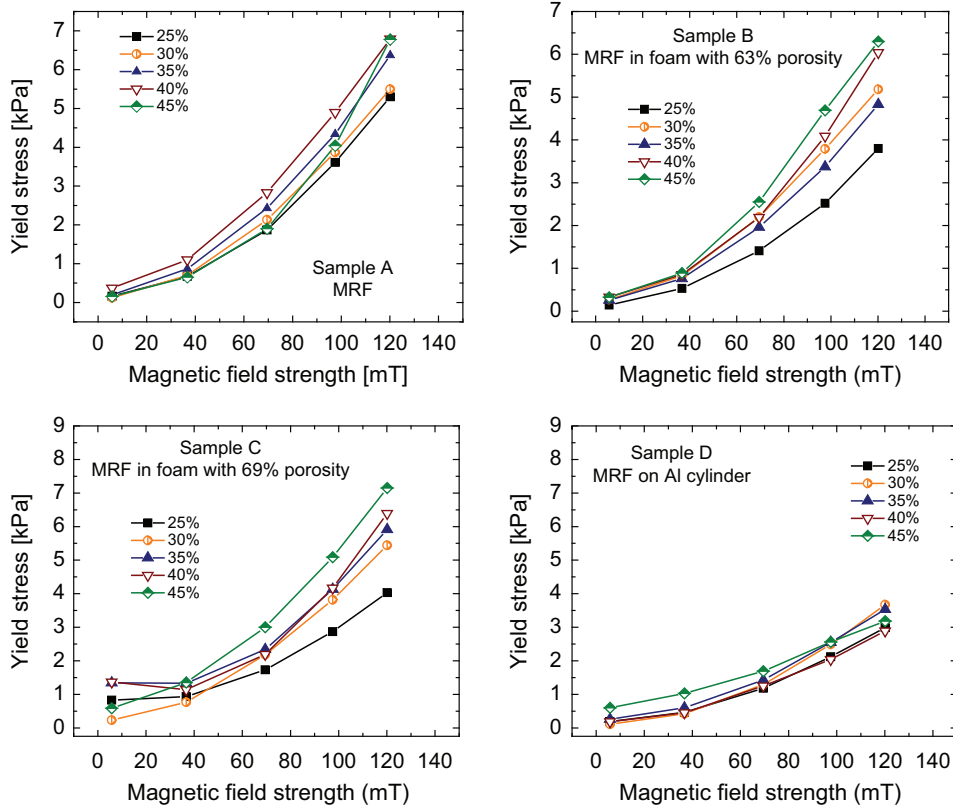 7
6
5
4
3
2
1
0
Yield stress [kPa]
25%
30%
35%
40%
45%
Sample A
MRF
0 20 40 60 80 100 120 140
Magnetic field strength [mT]
7
6
5
4
3
2
1
0
Yield stress [kPa]
Sample B
MRF in foam with 63% porosity
25%
30%
35%
40%
45%
0 20 40 60 80 100 120 140
Magnetic field strength (mT)
9
8
7
6
5
4
3
2
1
0
Yield stress [kPa]
Sample C
MRF in foam with 69% porosity
25%
30%
35%
40%
45%
0 20 40 60 80 100 120 140
Magnetic field strength (mT)
9
8
7
6
5
4
3
2
1
0
Yield stress [kPa]
Sample D
MRF on Al cylinder
25%
30%
35%
40%
45%
0 20 40 60 80 100 120 140
Magnetic field strength (mT)